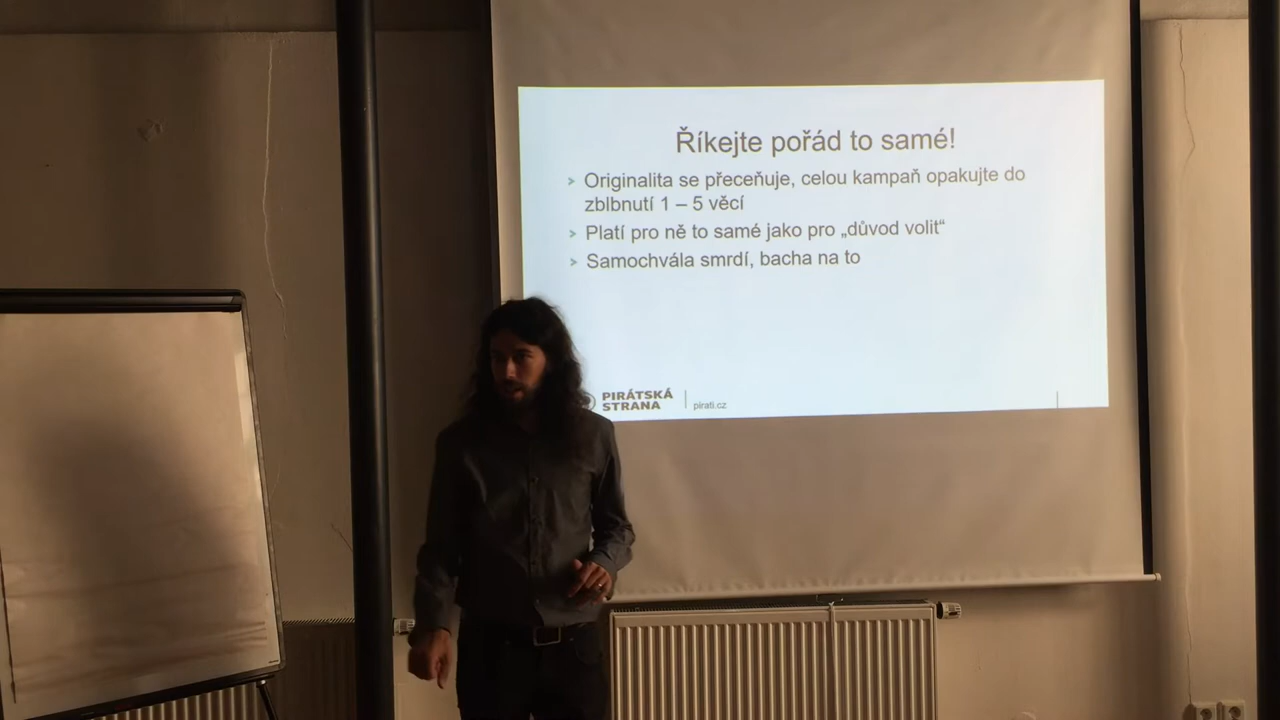 Říkejte pořád to samé!
Originalita se přeceňuje, celou kampaň opakujte do
zblbnutí 1 – 5 věcí
Platí pro ně to samé jako pro „důvod volit“
Samochvála smrdí, bacha na to
PIRÁTSKÁ
STRANA
pirati.cz